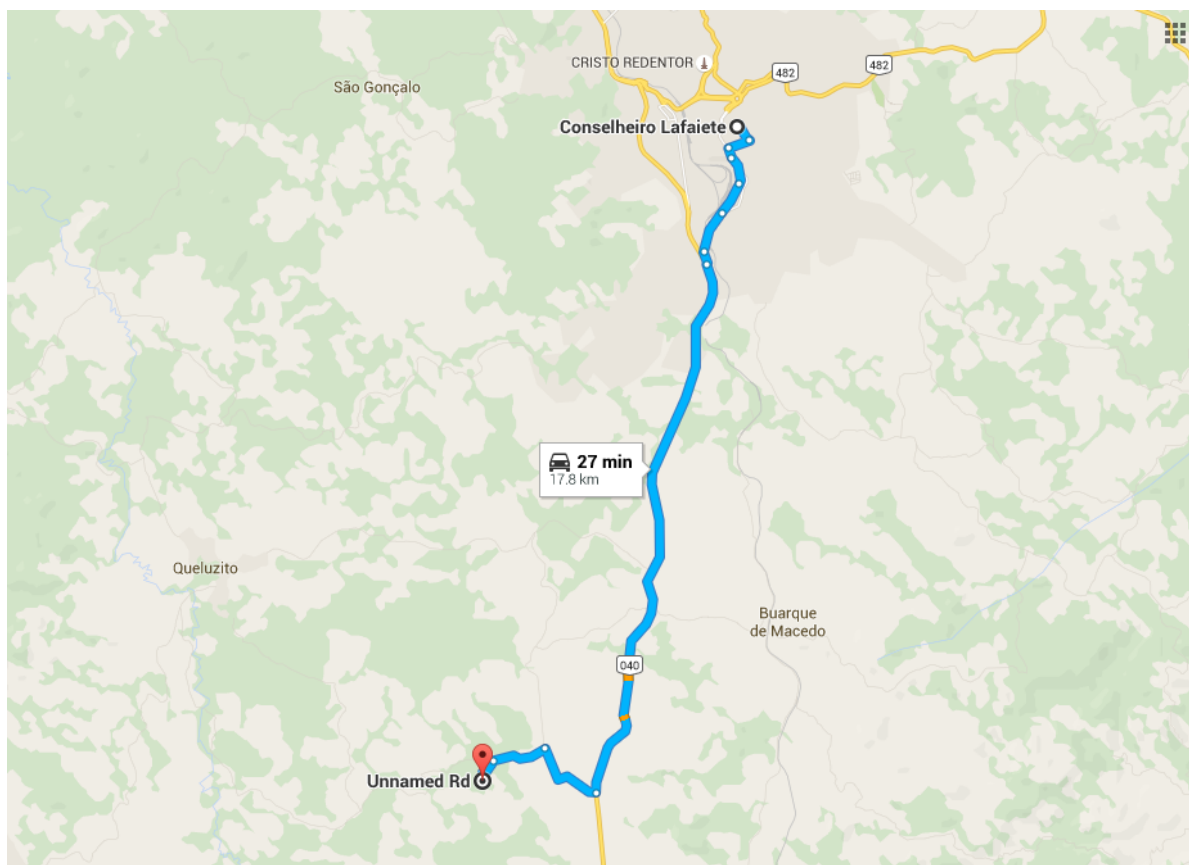 CRISTO REDENTOR
482
482
São Gonçalo
Conselheiro Lafaiete
27 min
17.8 km
Queluzito
Buarque
de Macedo
040
Unnamed Rd